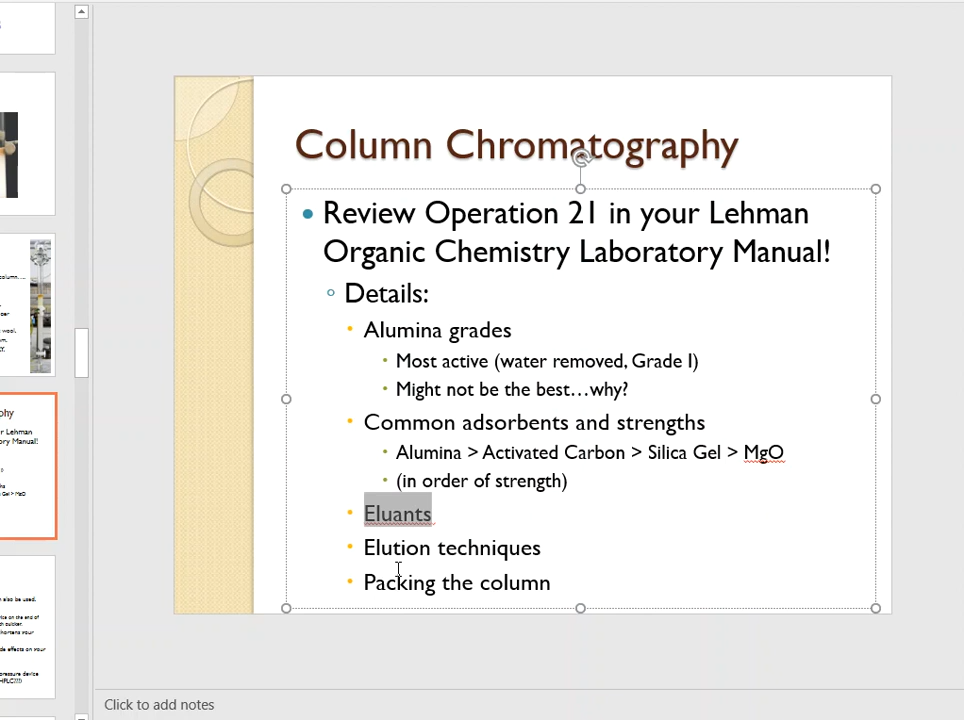 Column Chromatography
Review Operation 21 in your Lehman
Organic Chemistry Laboratory Manual!
Details:
Alumina grades
Most active (water removed, Grade I)
Might not be the best…why?
Common adsorbents and strengths
Alumina > Activated Carbon > Silica Gel > MgO
(in order of strength)
Eluants
Elution techniques
Packing the column
Click to add notes